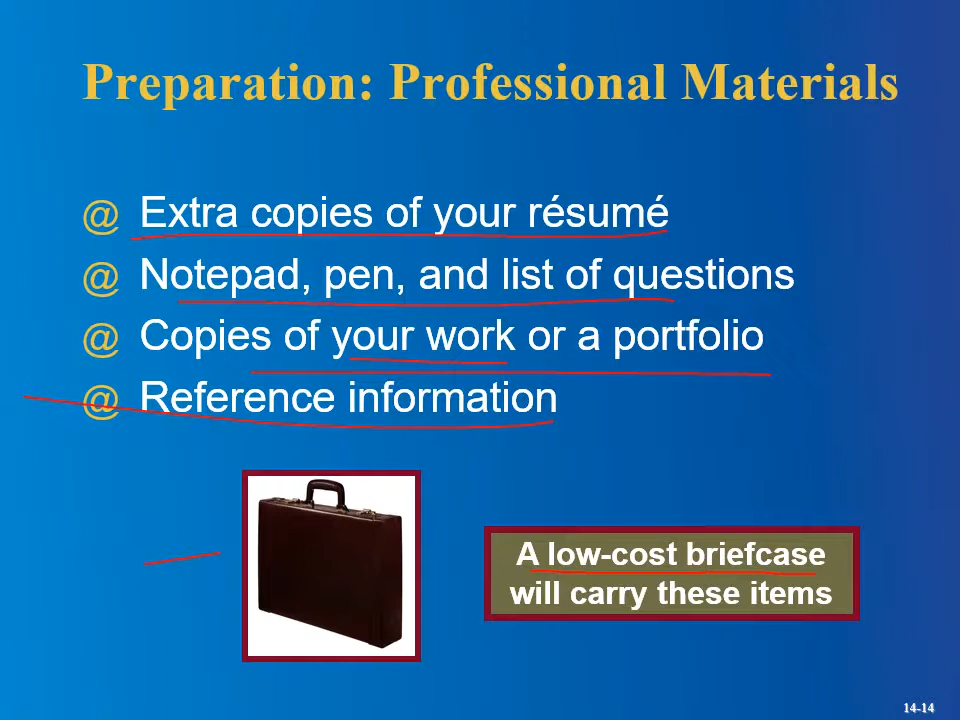 Preparation: Professional Materials
@ Extra copies of your résumé
@ Notepad, pen, and list of questions
@ Copies of your work or a portfolio
@ Reference information
A low-cost briefcase
will carry these items
14-14